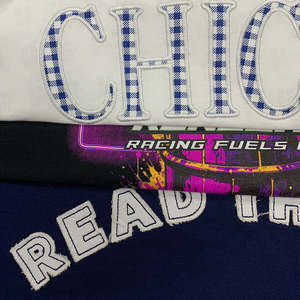 CHIC
RACING FUELS
READ TH